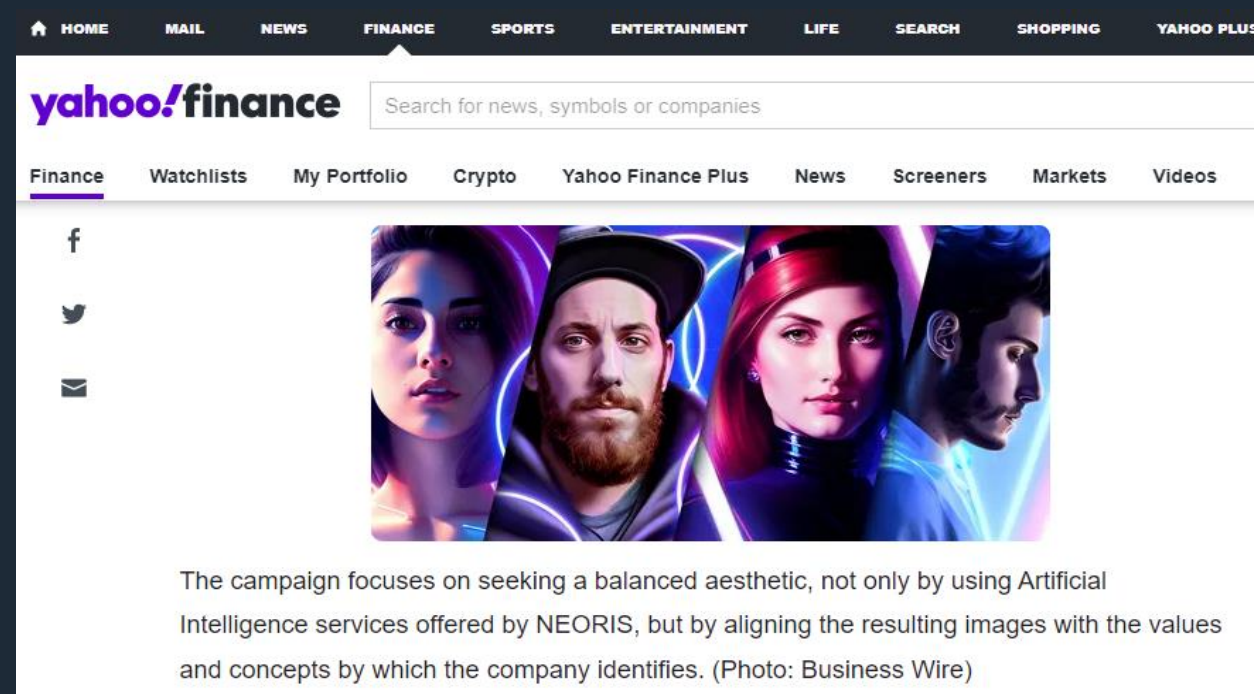 HOME MAIL NEWS FINANCE SPORTS ENTERTAINMENT LIFE SEARCH SHOPPING YAHOO PLUS
yahoo!finance Search for news, symbols or companies
Finance Watchlists My Portfolio Crypto Yahoo Finance Plus News Screeners Markets Videos
The campaign focuses on seeking a balanced aesthetic, not only by using Artificial
Intelligence services offered by NEORIS, but by aligning the resulting images with the values
and concepts by which the company identifies. (Photo: Business Wire)